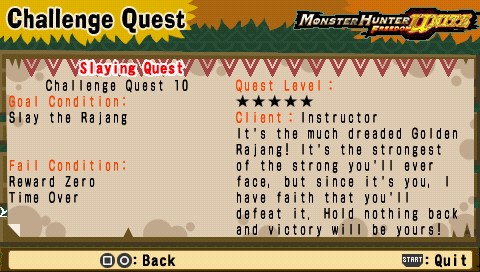 Challenge Quest
MONSTER HUNTER
FREEDOM UNITE
Slaying Quest
Challenge Quest 10
Goal Condition:
Slay the Rajang
Fail Condition:
Reward Zero
Time Over
Quest Level:
★★★★★
Client: Instructor
It's the much dreaded Golden
Rajang! It's the strongest
of the strong you'll ever
face, but since it's you, I
have faith that you'll
defeat it. Hold nothing back
and victory will be yours!
: Back
START : Quit